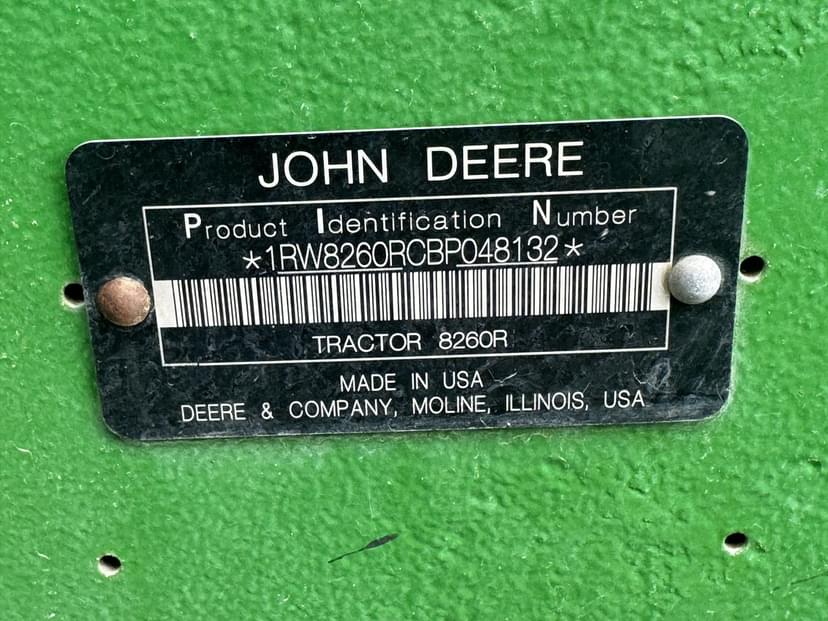 JOHN DEERE
Product Identification Number
*1RW8260RCBP048132*
TRACTOR 8260R
MADE IN USA
DEERE & COMPANY, MOLINE, ILLINOIS, USA